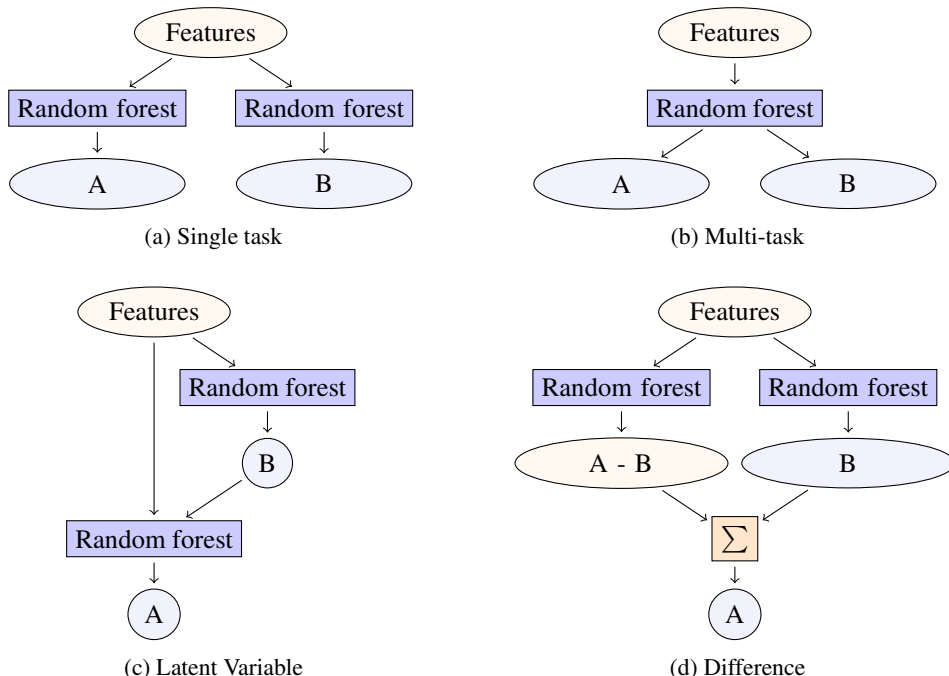 Features
Random forest
Random forest
A
B
(a) Single task
Features
Random forest
A
B
(b) Multi-task
Features
Random forest
B
Random forest
A
(c) Latent Variable
Features
Random forest
Random forest
A - B
B
∑
A
(d) Difference